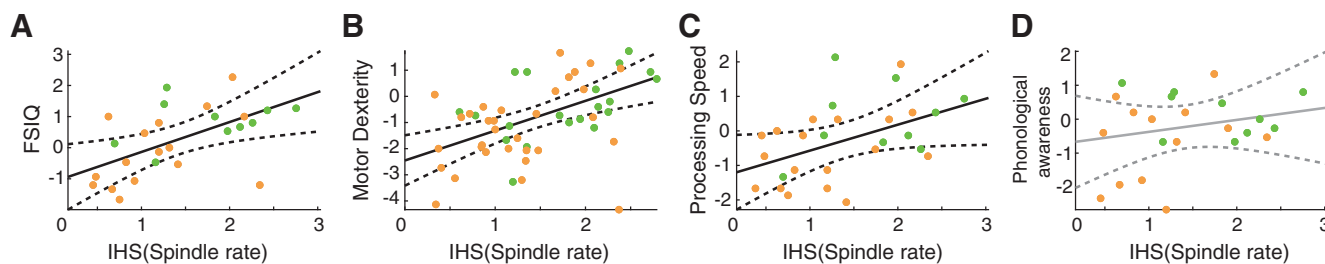 A
FSIQ
3
2
1
0
-1
0
1
2
3
IHS(Spindle rate)
B
Motor Dexterity
1
0
-1
-2
-3
-4
0
1
2
IHS(Spindle rate)
C
Processing Speed
2
1
0
-1
-2
0
1
2
3
IHS(Spindle rate)
D
Phonological
awareness
2
1
0
-1
-2
0
1
2
3
IHS(Spindle rate)